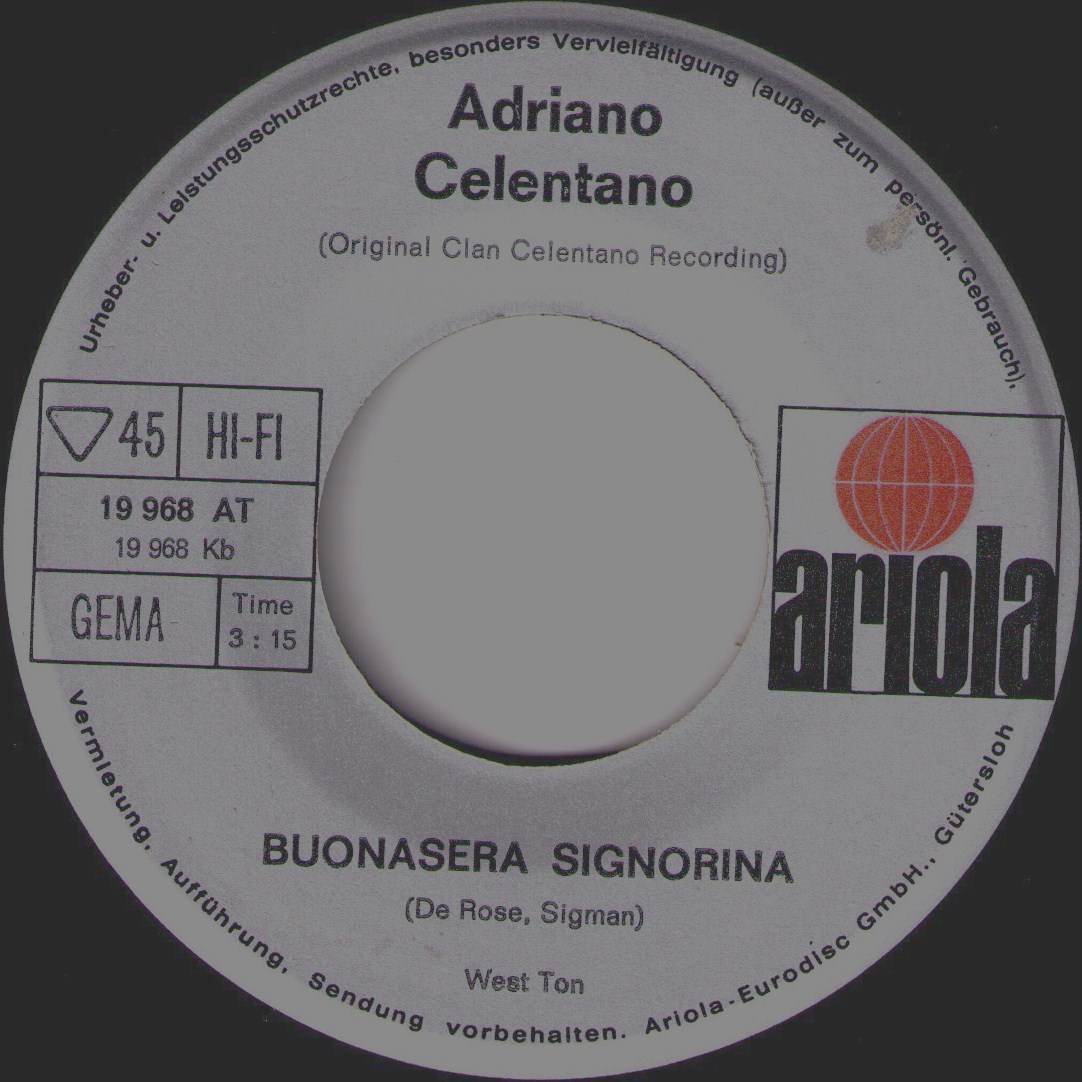 Urheber- u. Leistungsschutzrechte, besonders Vervielfältigung (außer zum persönl. Gebrauch),
Adriano
Celentano
(Original Clan Celentano Recording)
45 HI-FI
19 968 AT
19 968 Kb
GEMA
Time
3 : 15
ariola
BUONASERA SIGNORINA
(De Rose, Sigman)
West Ton
Vermietung, Aufführung, Sendung vorbehalten. Ariola-Eurodisc GmbH., Gütersloh